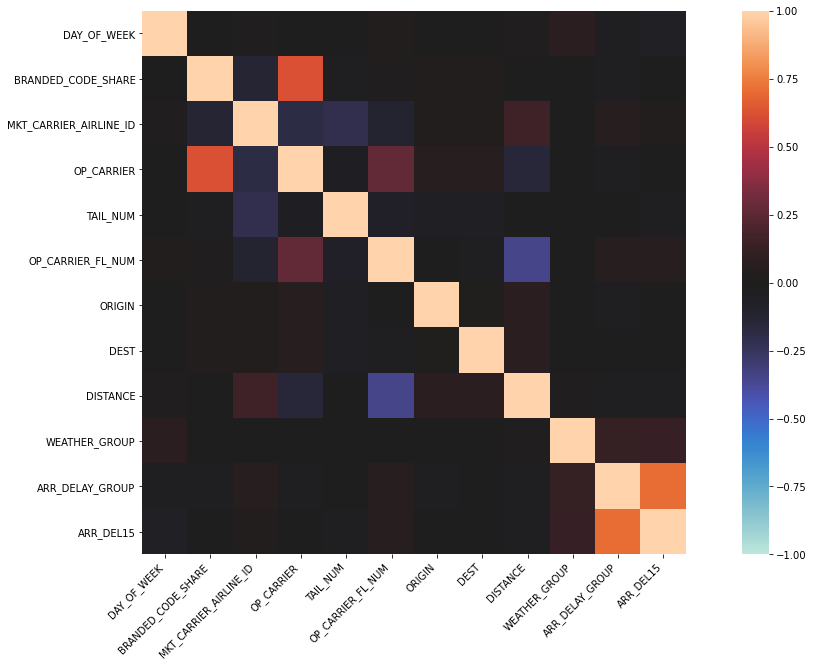 DAY_OF_WEEK
BRANDED_CODE_SHARE
MKT_CARRIER_AIRLINE_ID
OP_CARRIER
TAIL_NUM
OP_CARRIER_FL_NUM
ORIGIN
DEST
DISTANCE
WEATHER_GROUP
ARR_DELAY_GROUP
ARR_DEL15
DAY_OF_WEEK
BRANDED_CODE_SHARE
MKT_CARRIER_AIRLINE_ID
OP_CARRIER
TAIL_NUM
OP_CARRIER_FL_NUM
ORIGIN
DEST
DISTANCE
WEATHER_GROUP
ARR_DELAY_GROUP
ARR_DEL15
1.00
0.75
0.50
0.25
0.00
−0.25
−0.50
−0.75
−1.00